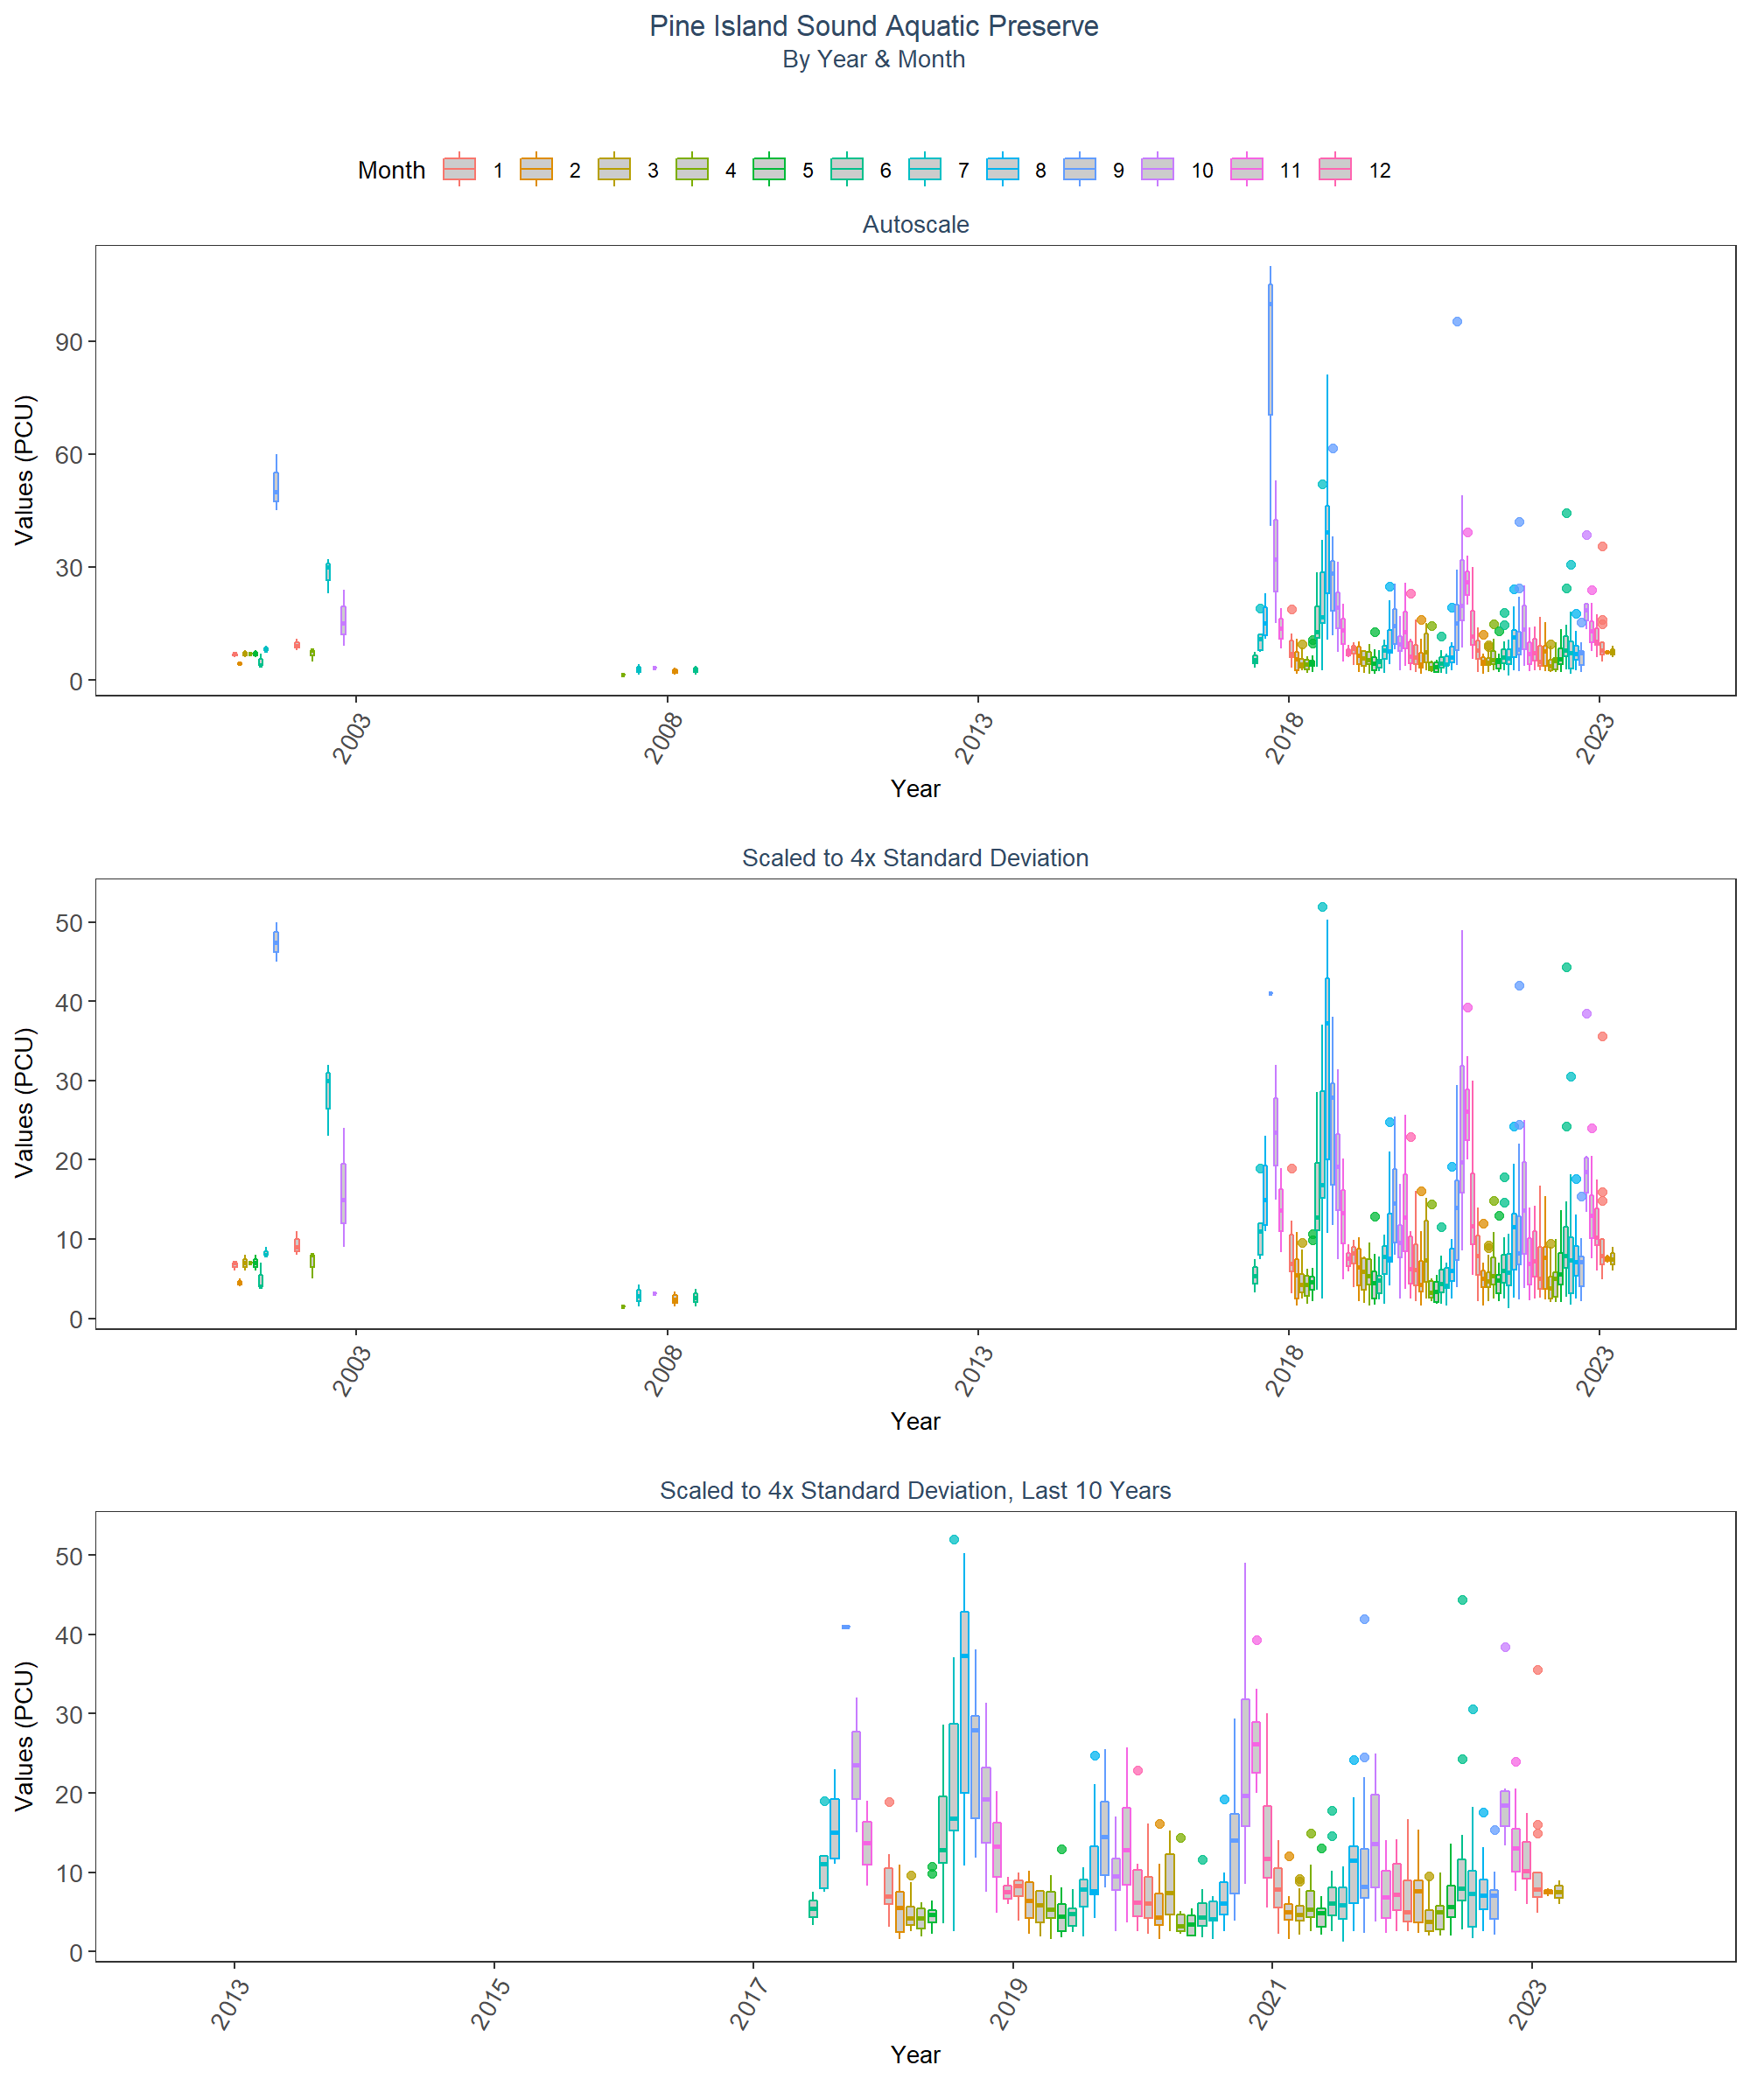 Pine Island Sound Aquatic Preserve
By Year & Month
Month 1 2 3 4 5 6 7 8 9 10 11 12
Autoscale
Values (PCU)
90
60
30
0
2003 2008 2013 2018 2023
Year
Scaled to 4x Standard Deviation
Values (PCU)
50
40
30
20
10
0
2003 2008 2013 2018 2023
Year
Scaled to 4x Standard Deviation, Last 10 Years
Values (PCU)
50
40
30
20
10
0
2013 2015 2017 2019 2021 2023
Year